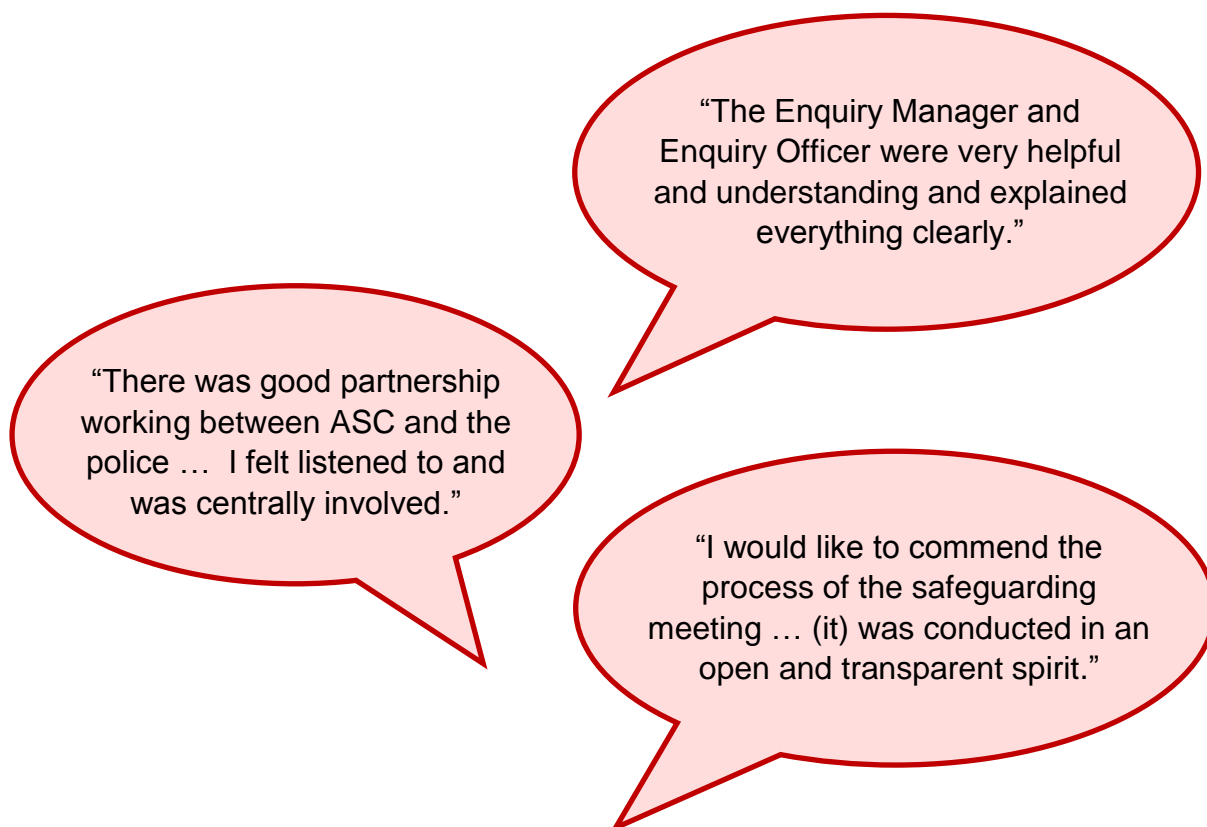 “The Enquiry Manager and
Enquiry Officer were very helpful
and understanding and explained
everything clearly.”
“There was good partnership
working between ASC and the
police … I felt listened to and
was centrally involved.”
“I would like to commend the
process of the safeguarding
meeting … (it) was conducted in an
open and transparent spirit.”